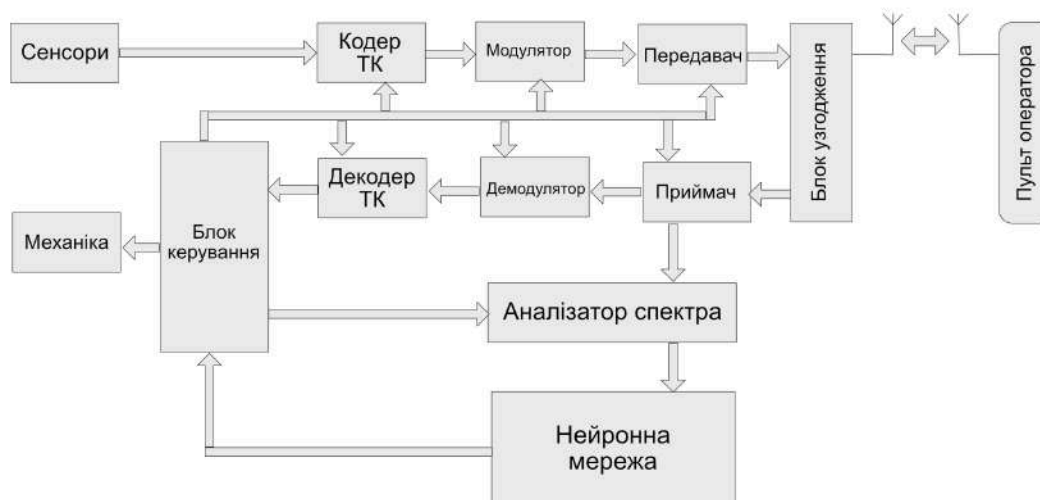 Сенсори
Кодер
ТК
Модулятор
Передавач
Блок узгодження
Пульт оператора
Декодер
ТК
Демодулятор
Приймач
Механіка
Блок
керування
Аналізатор спектра
Нейронна
мережа